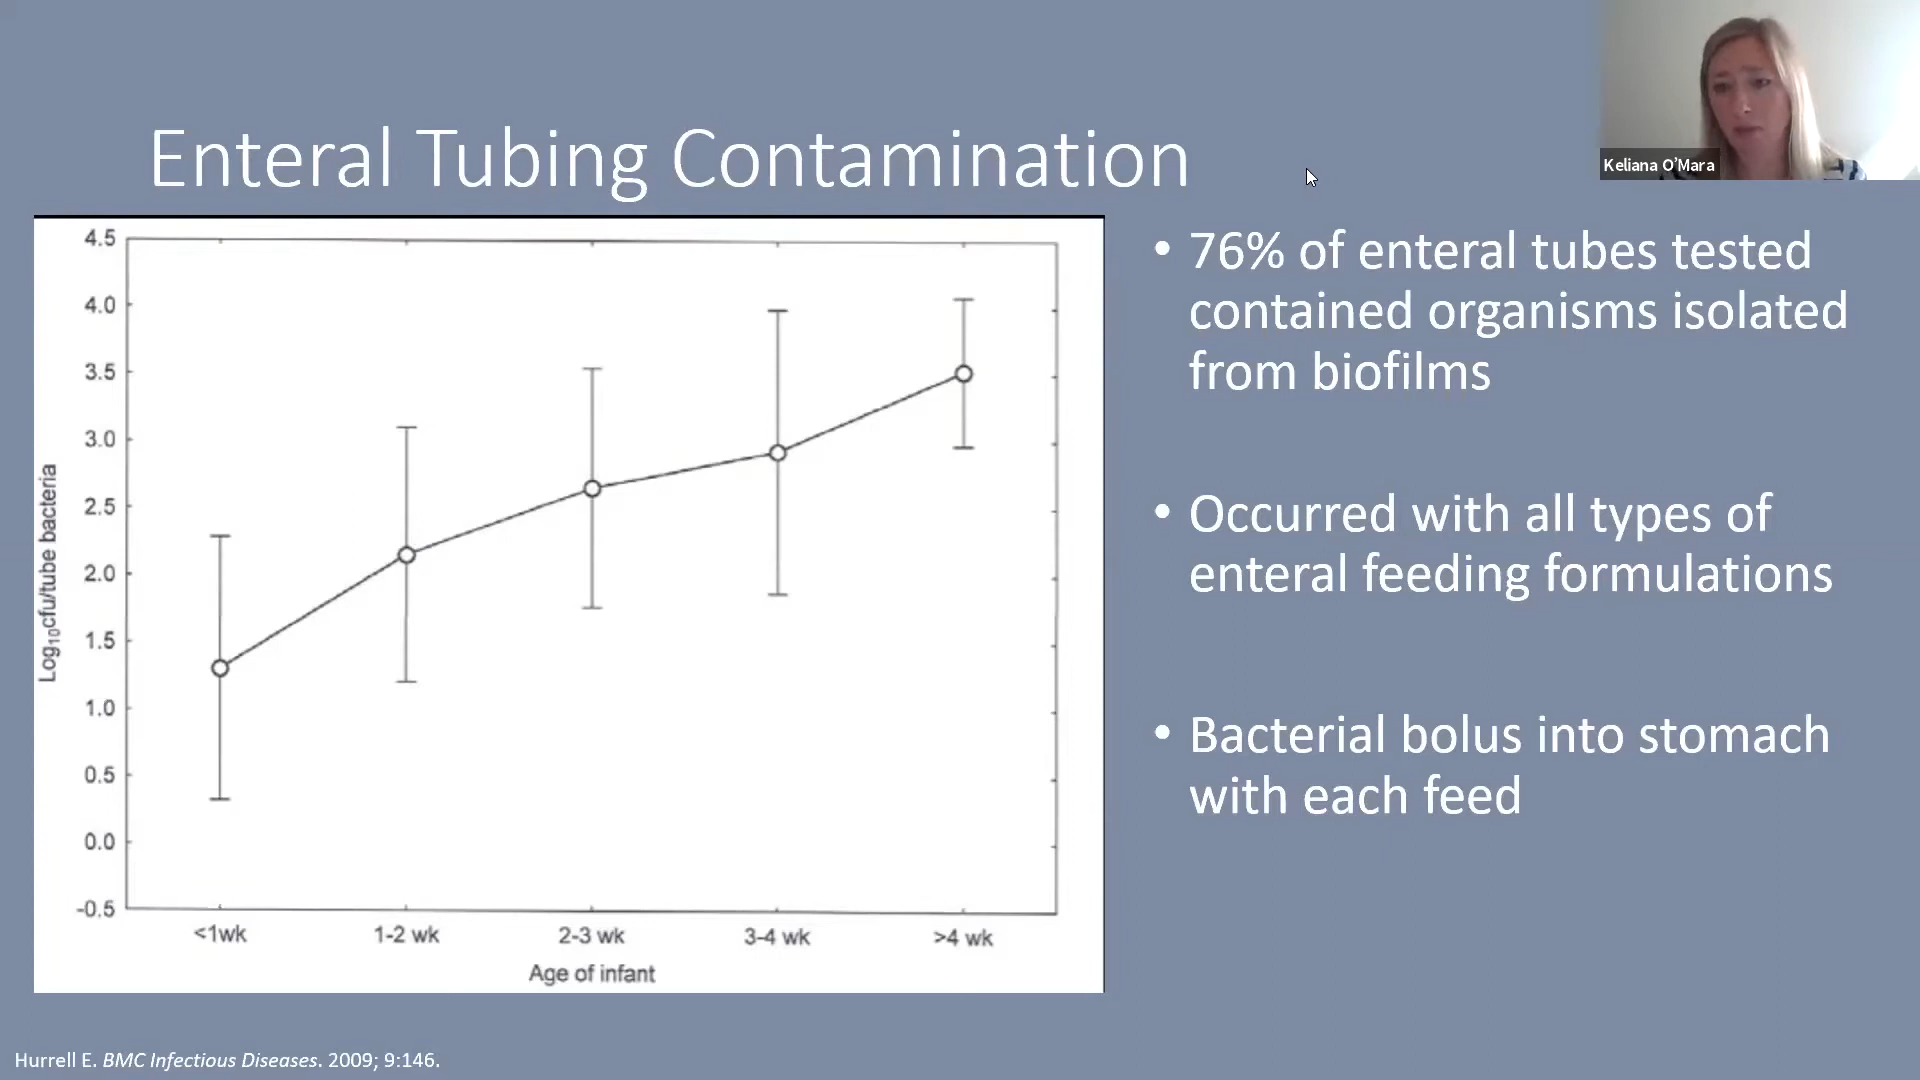 Enteral Tubing Contamination
Keliana O'Mara
4.5
4.0
3.5
3.0
2.5
2.0
1.5
1.0
0.5
0.0
-0.5
Log10cfu/tube bacteria
<1wk
1-2 wk
2-3 wk
3-4 wk
>4 wk
Age of infant
• 76% of enteral tubes tested
contained organisms isolated
from biofilms
• Occurred with all types of
enteral feeding formulations
• Bacterial bolus into stomach
with each feed
Hurrell E. BMC Infectious Diseases. 2009; 9:146.